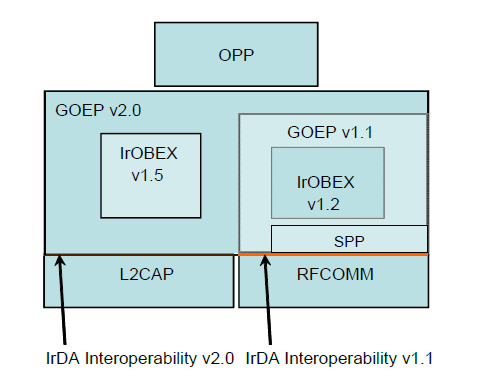 OPP
GOEP v2.0
GOEP v1.1
IrOBEX
v1.5
IrOBEX
v1.2
SPP
L2CAP
RFCOMM
IrDA Interoperability v2.0
IrDA Interoperability v1.1